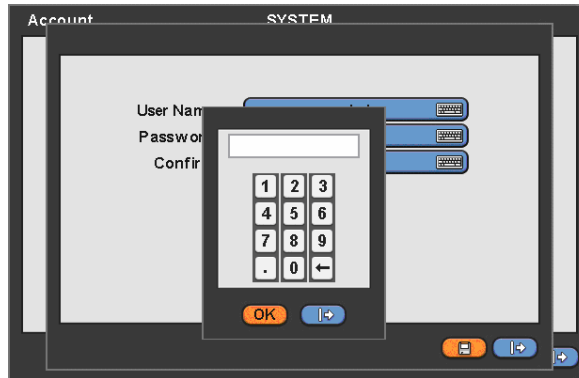 Account SYSTEM
User Nam
Passwor
Confir
1 2 3
4 5 6
7 8 9
. 0 ←
OK